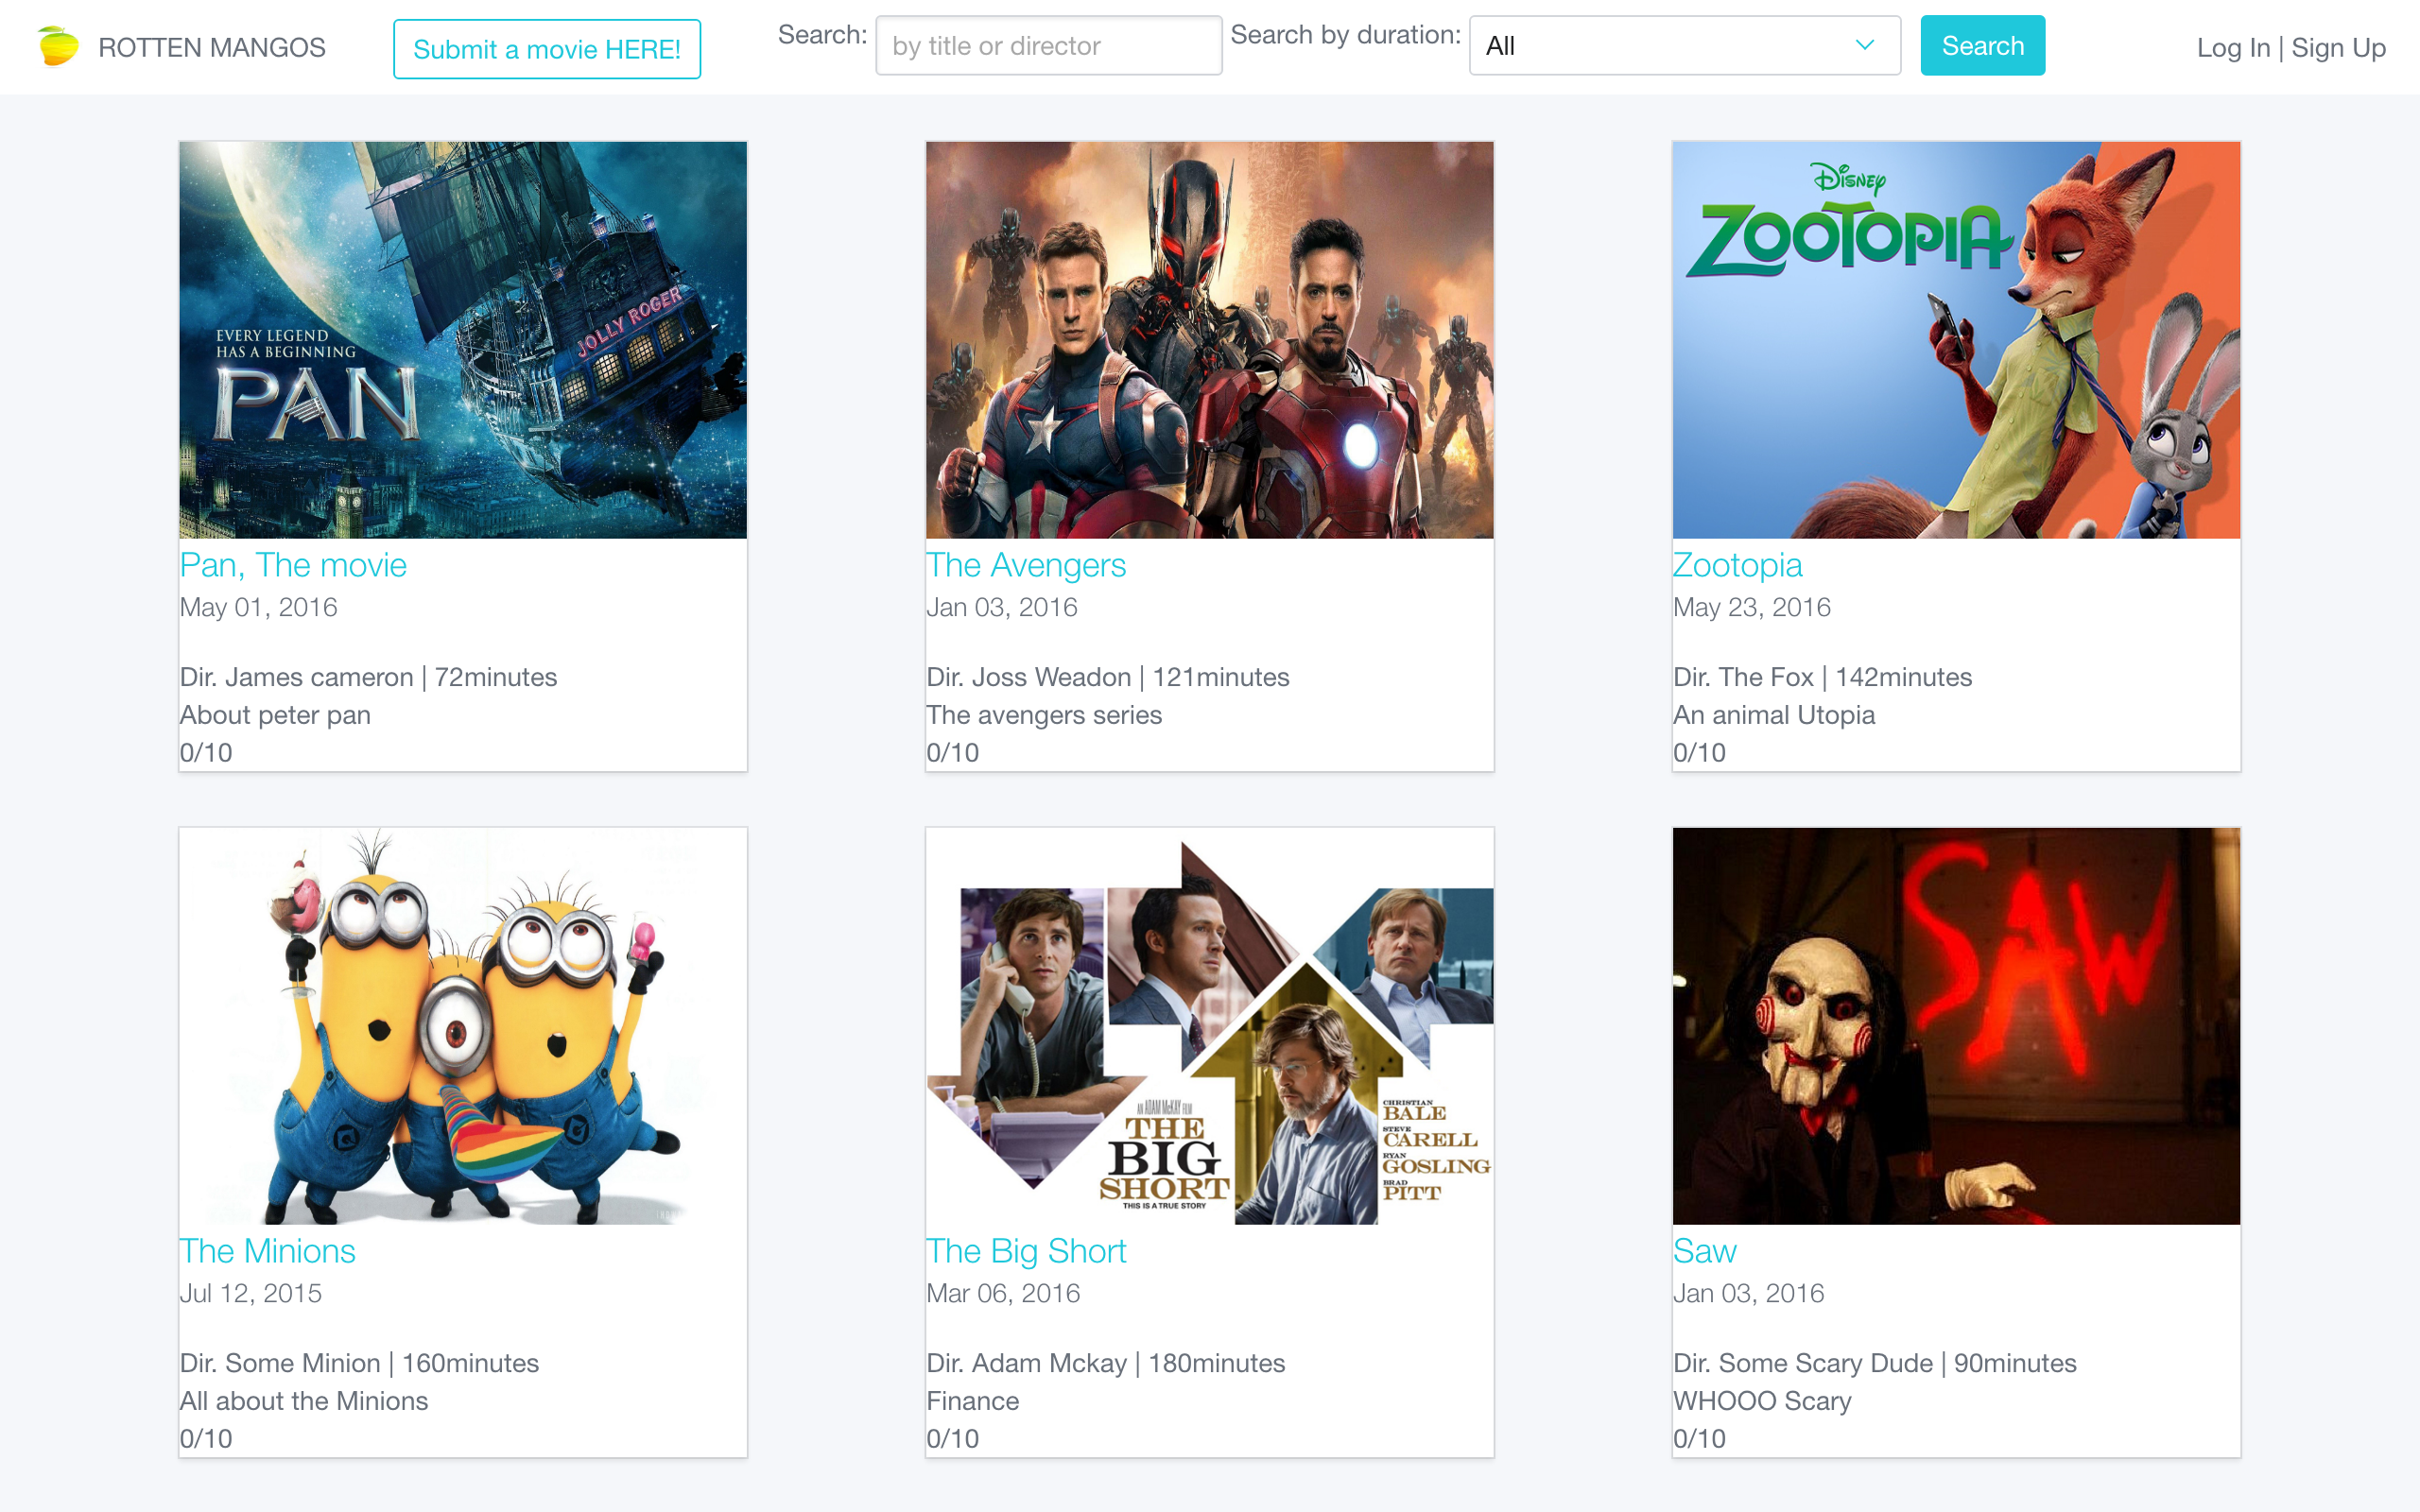 ROTTEN MANGOS
Submit a movie HERE!
Search:
by title or director
Search by duration:
All
Search
Log In | Sign Up
JOLLY ROGER
EVERY LEGEND
HAS A BEGINNING
PAN
Disney
ZOOTOPIA
Pan, The movie
May 01, 2016
Dir. James cameron | 72minutes
About peter pan
0/10
The Avengers
Jan 03, 2016
Dir. Joss Weadon | 121minutes
The avengers series
0/10
Zootopia
May 23, 2016
Dir. The Fox | 142minutes
An animal Utopia
0/10
AN ADAM McKAY FILM
THE
BIG
SHORT
THIS IS A TRUE STORY
CHRISTIAN
BALE
STEVE
CARELL
RYAN
GOSLING
BRAD
PITT
SAW
The Minions
Jul 12, 2015
Dir. Some Minion | 160minutes
All about the Minions
0/10
The Big Short
Mar 06, 2016
Dir. Adam Mckay | 180minutes
Finance
0/10
Saw
Jan 03, 2016
Dir. Some Scary Dude | 90minutes
WHOOO Scary
0/10